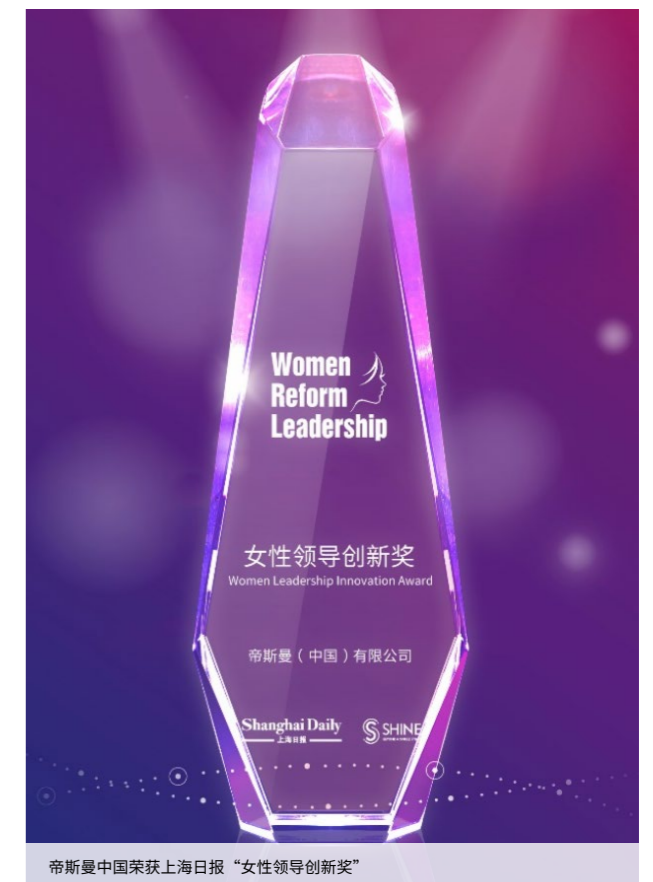 Women
Reform
Leadership
女性领导创新奖
Women Leadership Innovation Award
帝斯曼（中国）有限公司
Shanghai Daily
上海日报
SHINE
帝斯曼中国荣获上海日报“女性领导创新奖”